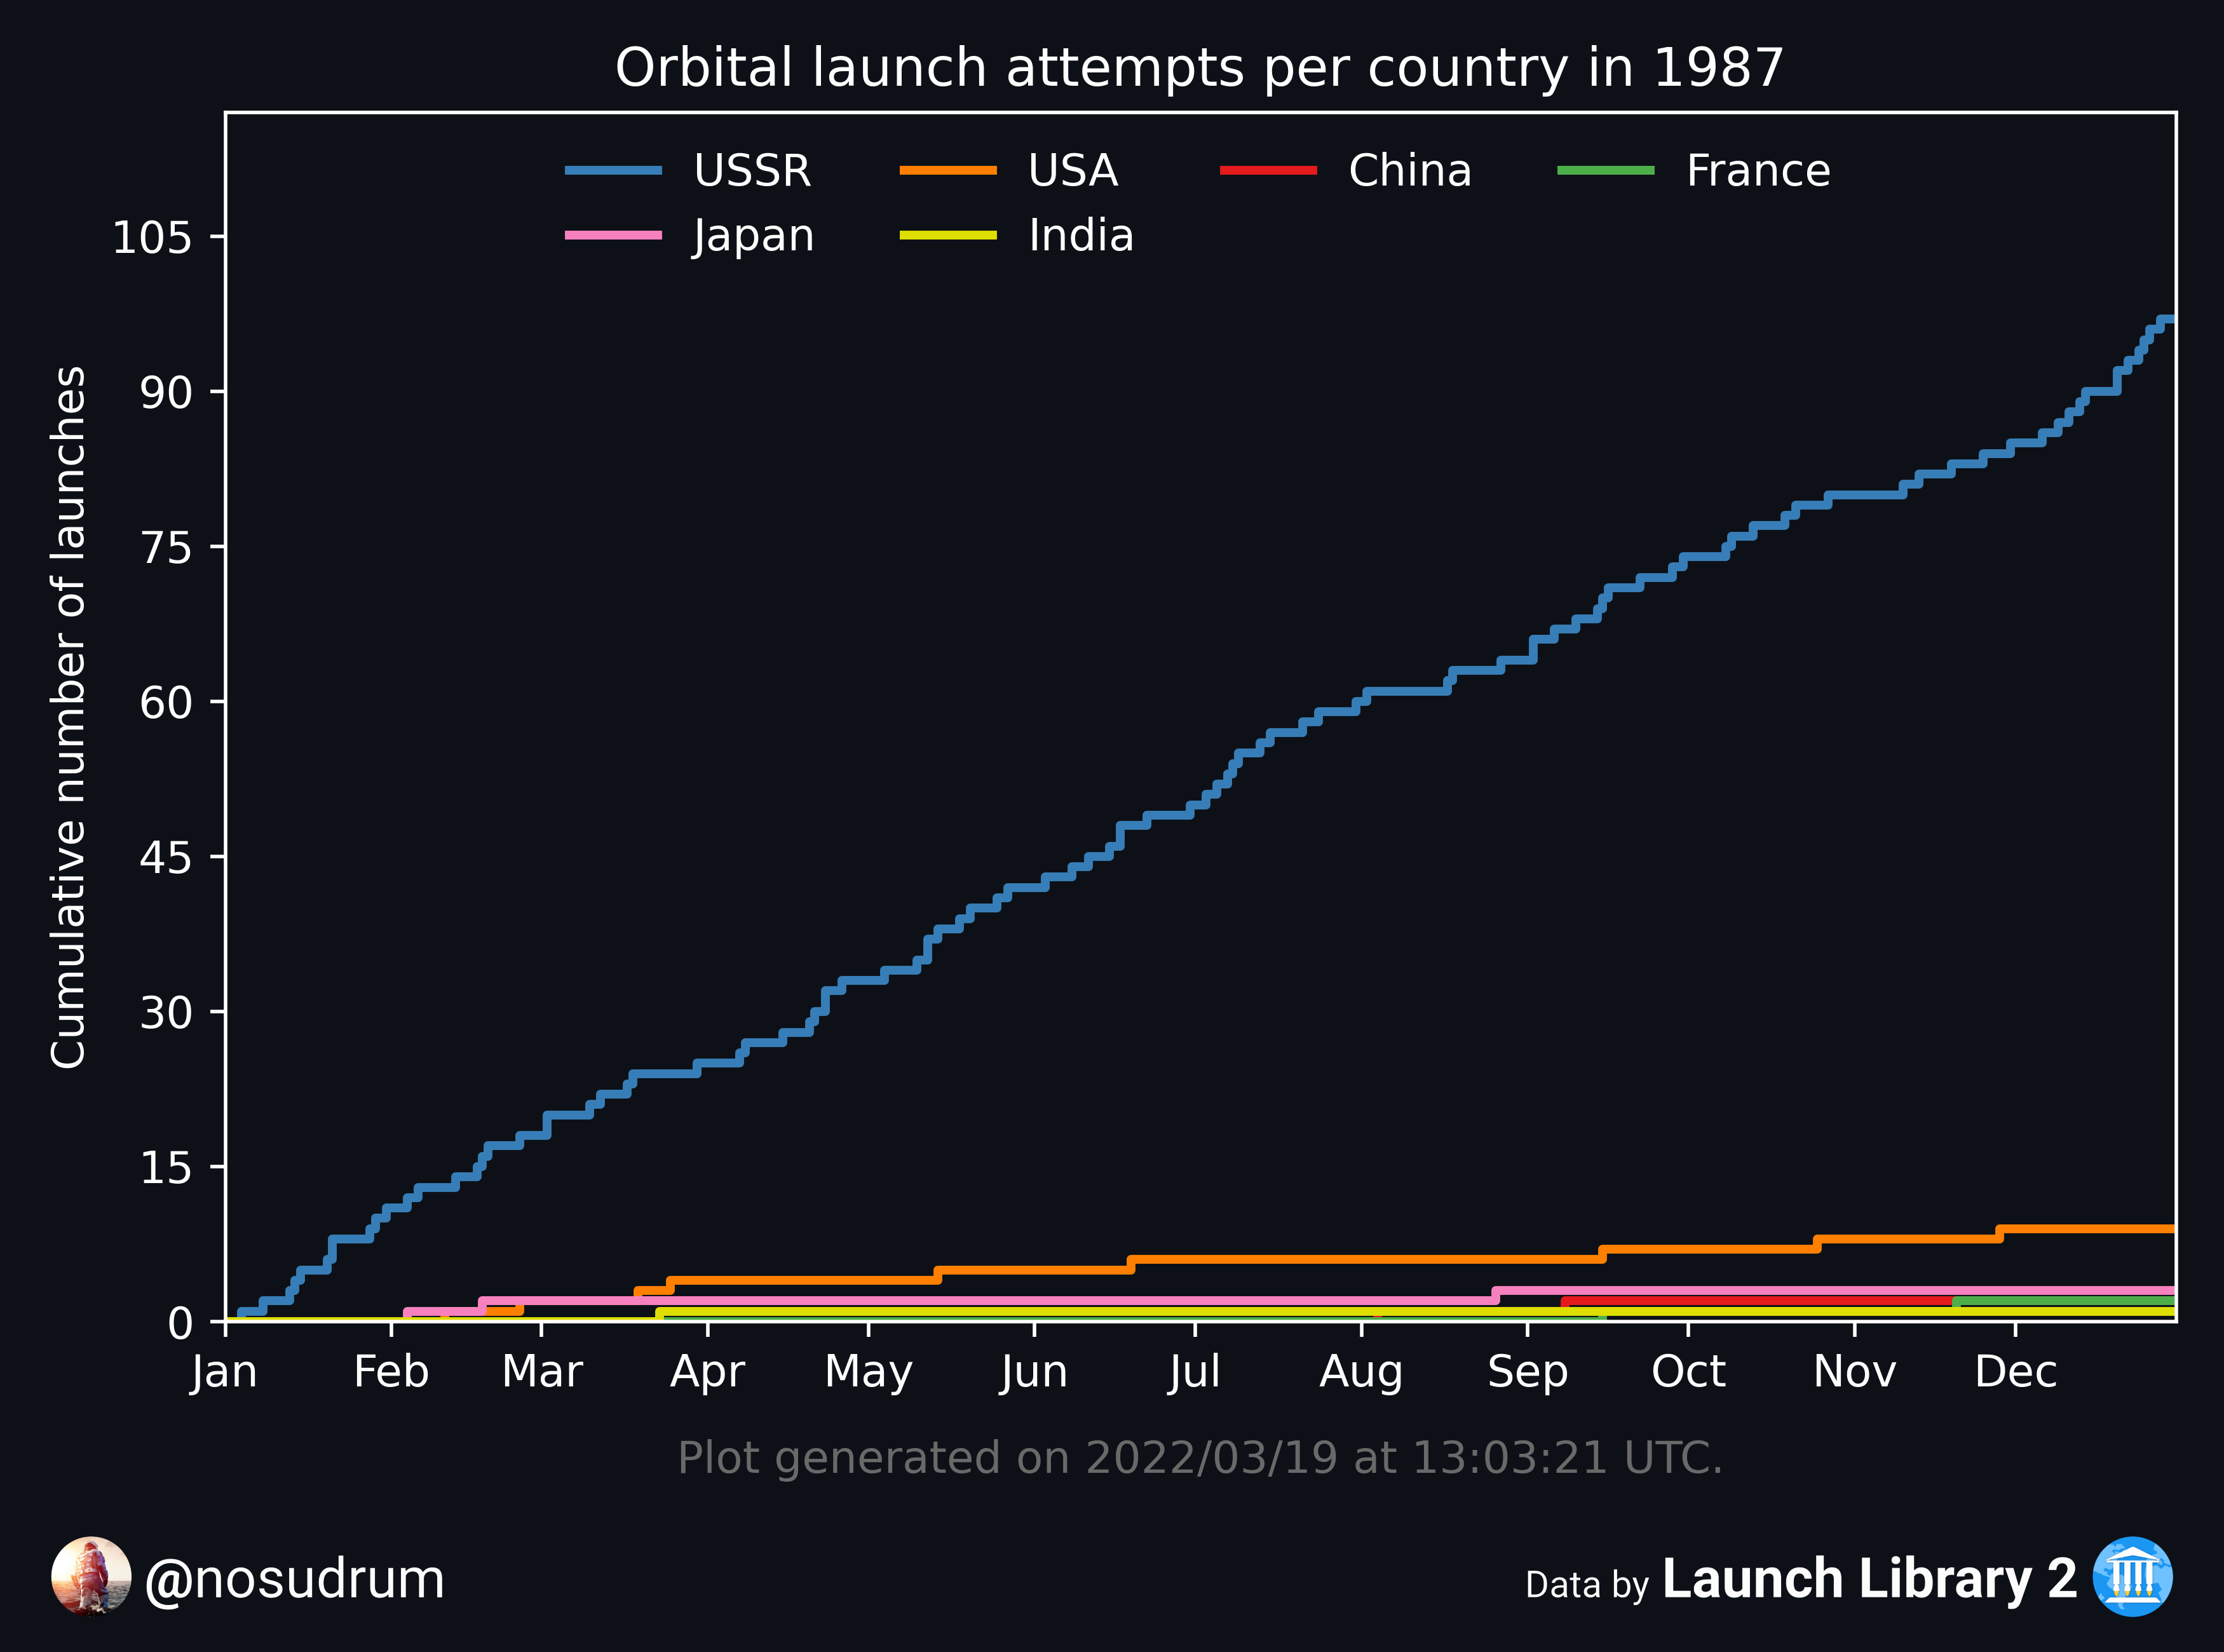 Orbital launch attempts per country in 1987
USSR USA China France
Japan India
Cumulative number of launches
105
90
75
60
45
30
15
0
Jan Feb Mar Apr May Jun Jul Aug Sep Oct Nov Dec
Plot generated on 2022/03/19 at 13:03:21 UTC.
@nosudrum
Data by Launch Library 2